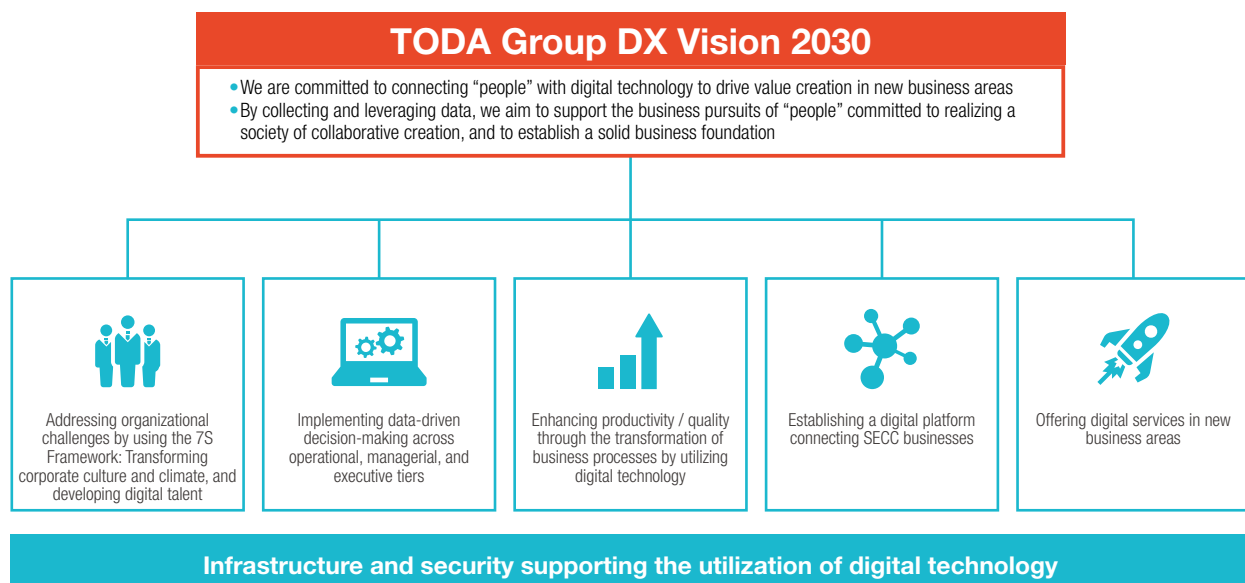 TODA Group DX Vision 2030
•We are committed to connecting “people” with digital technology to drive value creation in new business areas
•By collecting and leveraging data, we aim to support the business pursuits of “people” committed to realizing a
society of collaborative creation, and to establish a solid business foundation
Addressing organizational
challenges by using the 7S
Framework: Transforming
corporate culture and climate, and
developing digital talent
Implementing data-driven
decision-making across
operational, managerial, and
executive tiers
Enhancing productivity / quality
through the transformation of
business processes by utilizing
digital technology
Establishing a digital platform
connecting SECC businesses
Offering digital services in new
business areas
Infrastructure and security supporting the utilization of digital technology